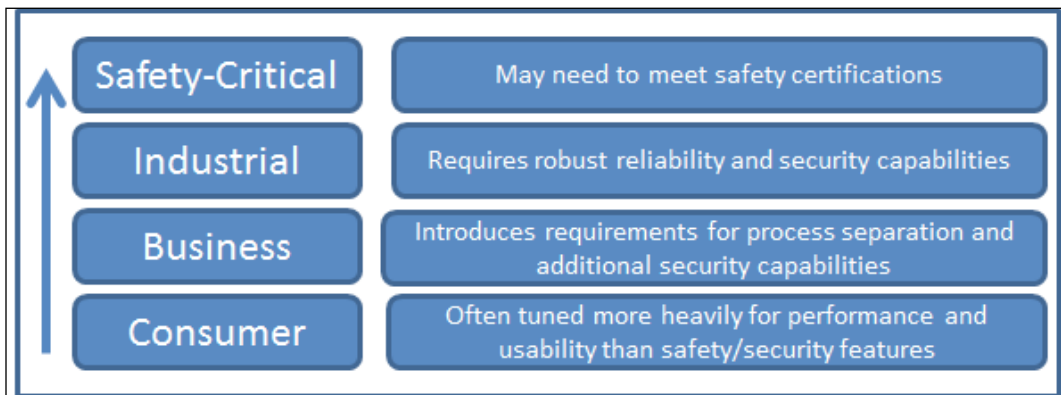 Safety-Critical
May need to meet safety certifications
Industrial
Requires robust reliability and security capabilities
Business
Introduces requirements for process separation and
additional security capabilities
Consumer
Often tuned more heavily for performance and
usability than safety/security features